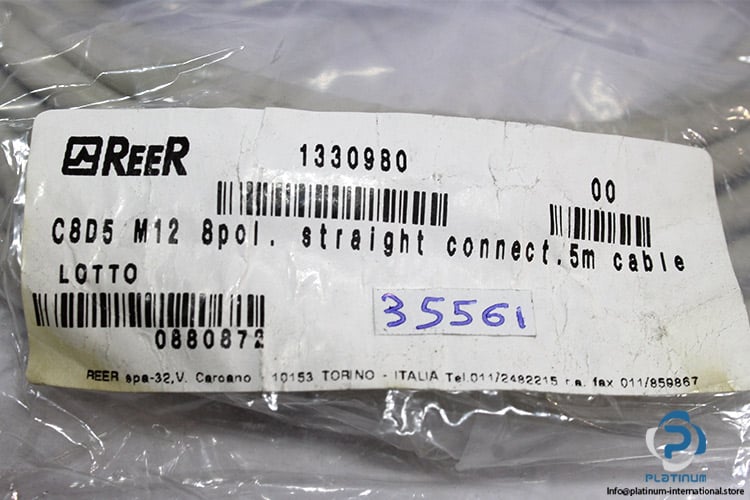 REER
1330980
00
C8D5 M12 8pol. straight connect.5m cable
LOTTO
0880872
35561
REER spa-32,V. Carcano 10153 TORINO - ITALIA Tel.011/2482215 r.a. fax 011/859867
PLATINUM
Info@platinum-international.store